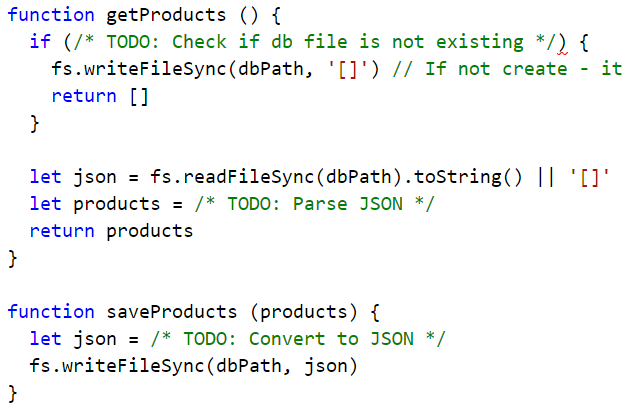 function getProducts () {
  if (/* TODO: Check if db file is not existing */) {
    fs.writeFileSync(dbPath, '[]') // If not create - it
    return []
  }

  let json = fs.readFileSync(dbPath).toString() || '[]'
  let products = /* TODO: Parse JSON */
  return products
}

function saveProducts (products) {
  let json = /* TODO: Convert to JSON */
  fs.writeFileSync(dbPath, json)
}